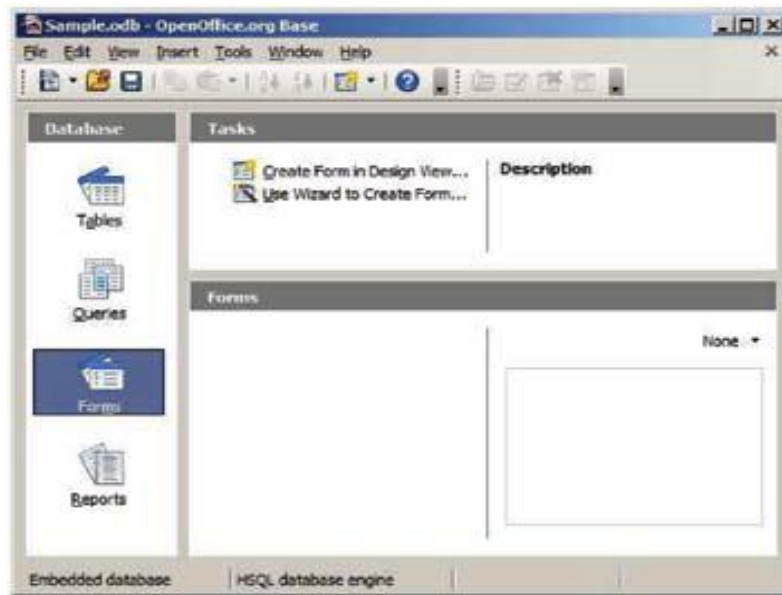 Sample.odb - OpenOffice.org Base
File Edit View Insert Tools Window Help
Database
Tables
Queries
Forms
Reports
Tasks
Create Form in Design View...
Use Wizard to Create Form...
Description
Forms
None
Embedded database HSQL database engine